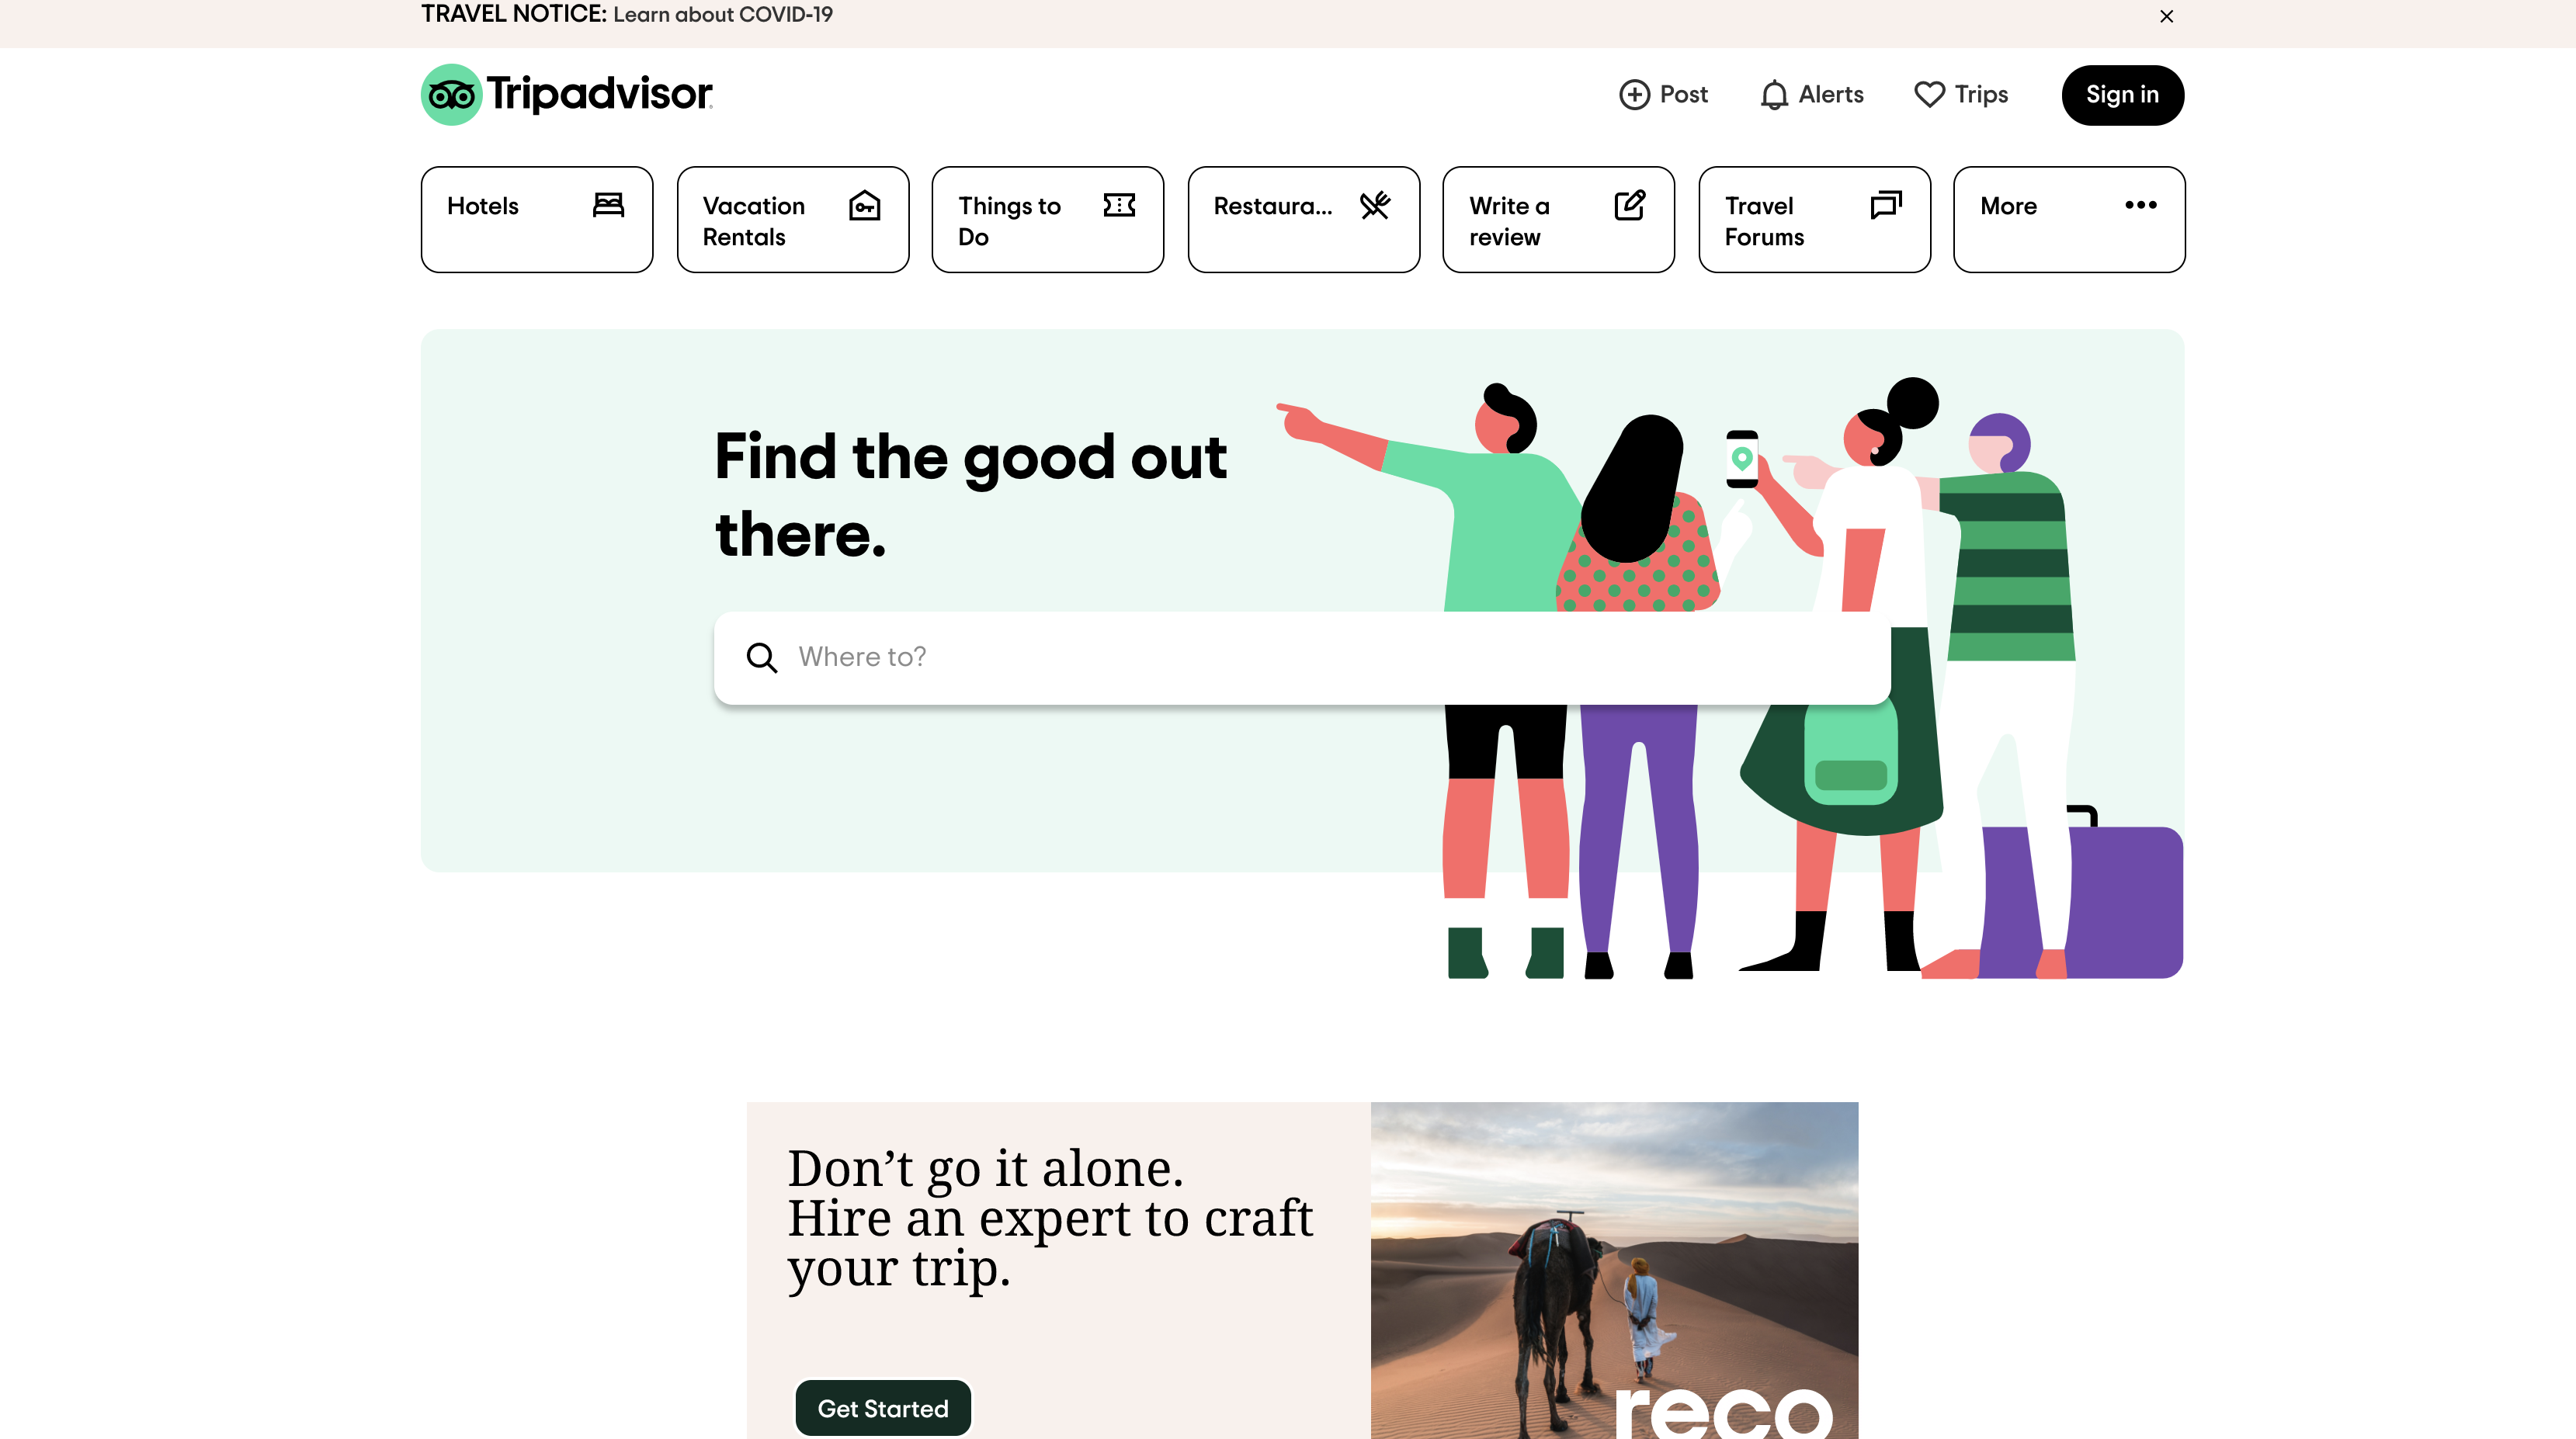 TRAVEL NOTICE: Learn about COVID-19
Tripadvisor
Post
Alerts
Trips
Sign in
Hotels
Vacation
Rentals
Things to
Do
Restaura...
Write a
review
Travel
Forums
More
Find the good out
there.
Where to?
Don’t go it alone.
Hire an expert to craft
your trip.
Get Started
reco